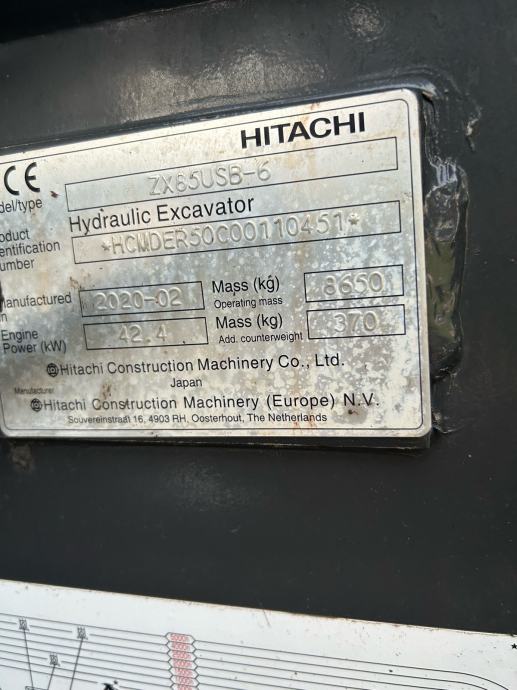 HITACHI
CE
del/type ZX85USB-6
Hydraulic Excavator
oduct
entification
umber
*HCMDER50C00110451*
anufactured
n
2020-02
Mass (kg)
Operating mass
8650
Engine
Power (kW)
42.4
Mass (kg)
Add. counterweight
370
Hitachi Construction Machinery Co., Ltd.
Japan
Manufacturer
Hitachi Construction Machinery (Europe) N.V.
Souvereinstraat 16, 4903 RH, Oosterhout, The Netherlands